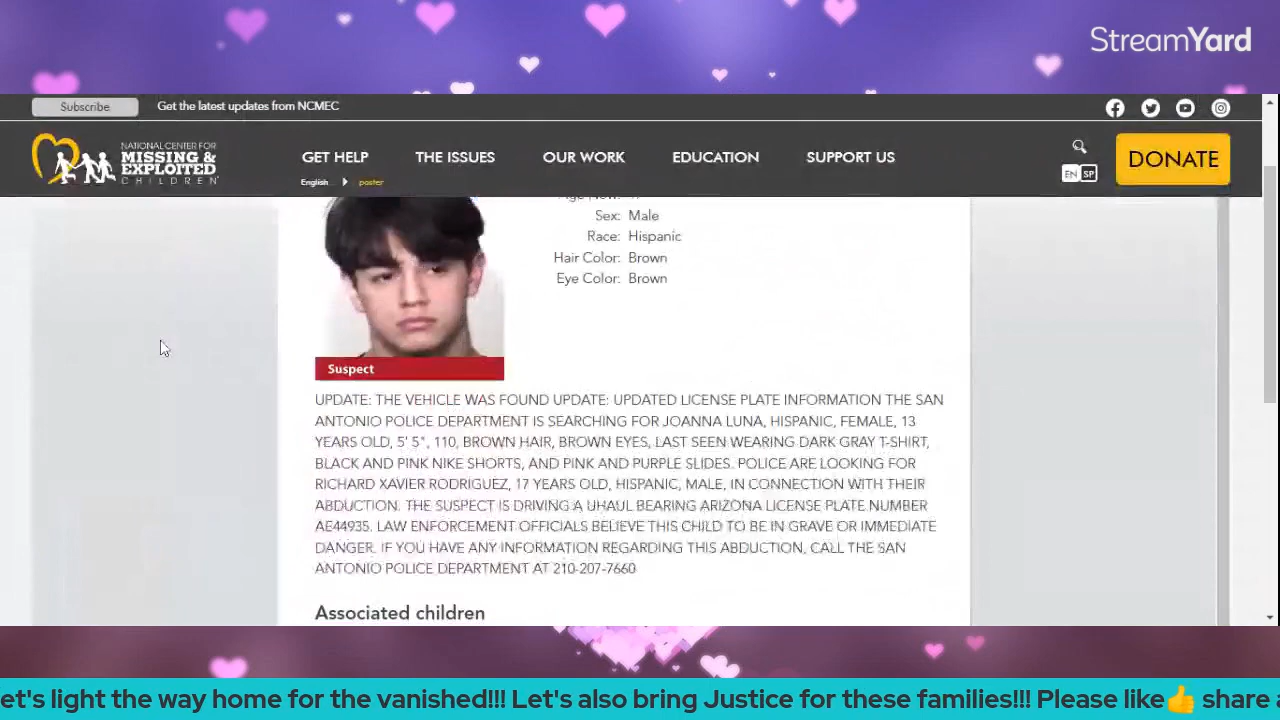 StreamYard
Subscribe Get the latest updates from NCMEC
NATIONAL CENTER FOR
MISSING &
EXPLOITED
CHILDREN
GET HELP THE ISSUES OUR WORK EDUCATION SUPPORT US
EN SP
DONATE
English poster
Sex: Male
Race: Hispanic
Hair Color: Brown
Eye Color: Brown
Suspect
UPDATE: THE VEHICLE WAS FOUND UPDATE: UPDATED LICENSE PLATE INFORMATION THE SAN
ANTONIO POLICE DEPARTMENT IS SEARCHING FOR JOANNA LUNA, HISPANIC, FEMALE, 13
YEARS OLD, 5' 5", 110, BROWN HAIR, BROWN EYES, LAST SEEN WEARING DARK GRAY T-SHIRT,
BLACK AND PINK NIKE SHORTS, AND PINK AND PURPLE SLIDES. POLICE ARE LOOKING FOR
RICHARD XAVIER RODRIGUEZ, 17 YEARS OLD, HISPANIC, MALE, IN CONNECTION WITH THEIR
ABDUCTION. THE SUSPECT IS DRIVING A UHAUL BEARING ARIZONA LICENSE PLATE NUMBER
AE44935. LAW ENFORCEMENT OFFICIALS BELIEVE THIS CHILD TO BE IN GRAVE OR IMMEDIATE
DANGER. IF YOU HAVE ANY INFORMATION REGARDING THIS ABDUCTION, CALL THE SAN
ANTONIO POLICE DEPARTMENT AT 210-207-7660
Associated children
et's light the way home for the vanished!!! Let's also bring Justice for these families!!! Please like👍 share